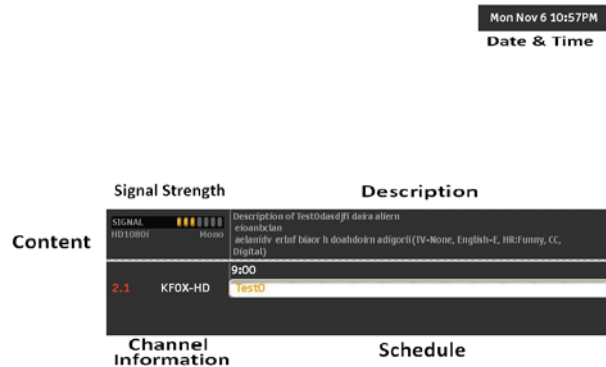 Mon Nov 6 10:57PM
Date & Time
Signal Strength
Description
SIGNAL
Description of Test0dasdjfi daira aliern
HD1080i Mono
eioanbclan
aelanidv erinf biaor h doahdoirn adigorii(TV-None, English-E, HR:Funny, CC,
Digital)
Content
9:00
2.1 KFOX-HD Test0
Channel
Information
Schedule